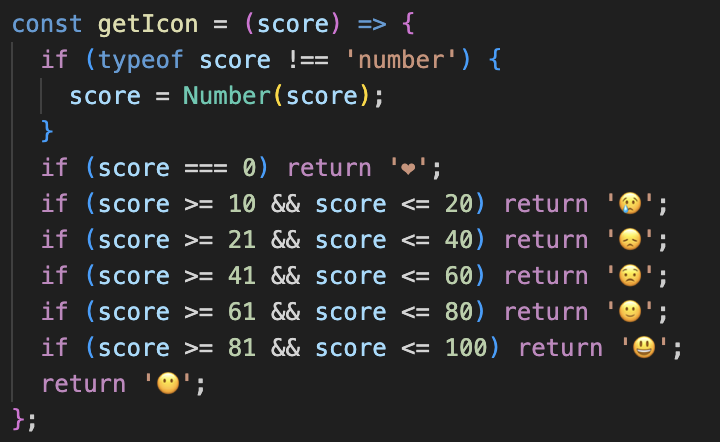 const getIcon = (score) => {
  if (typeof score !== 'number') {
    score = Number(score);
  }
  if (score === 0) return '❤';
  if (score >= 10 && score <= 20) return '😢';
  if (score >= 21 && score <= 40) return '😞';
  if (score >= 41 && score <= 60) return '😟';
  if (score >= 61 && score <= 80) return '🙂';
  if (score >= 81 && score <= 100) return '😃';
  return '😶';
};